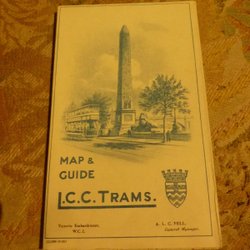 MAP &
GUIDE
L.C.C. TRAMS.
Victoria Embankment,
W.C.2.
A. L. C. FELL,
General Manager.